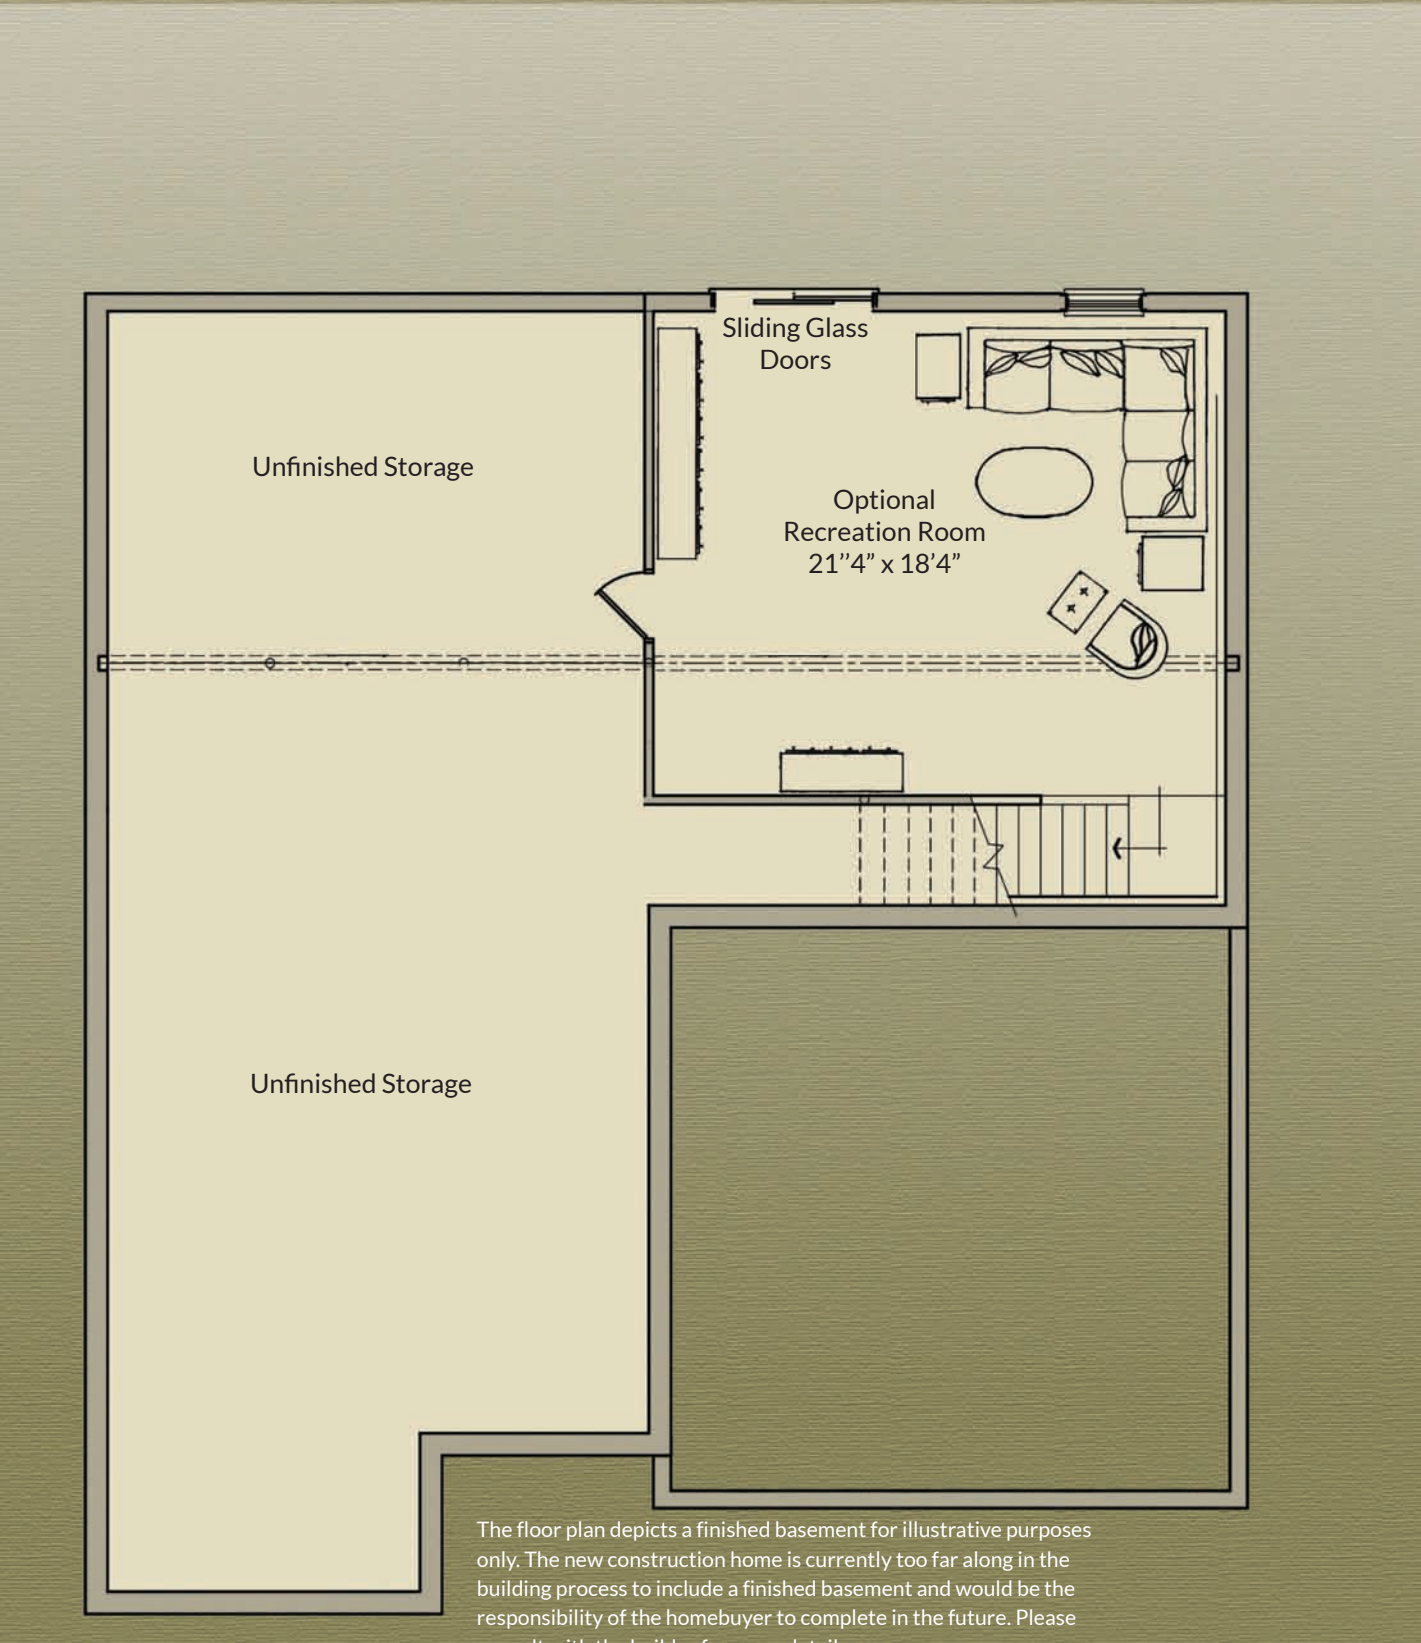 Sliding Glass
Doors
Unfinished Storage
Optional
Recreation Room
21’’4” x 18’4”
Unfinished Storage
The floor plan depicts a finished basement for illustrative purposes
only. The new construction home is currently too far along in the
building process to include a finished basement and would be the
responsibility of the homebuyer to complete in the future. Please